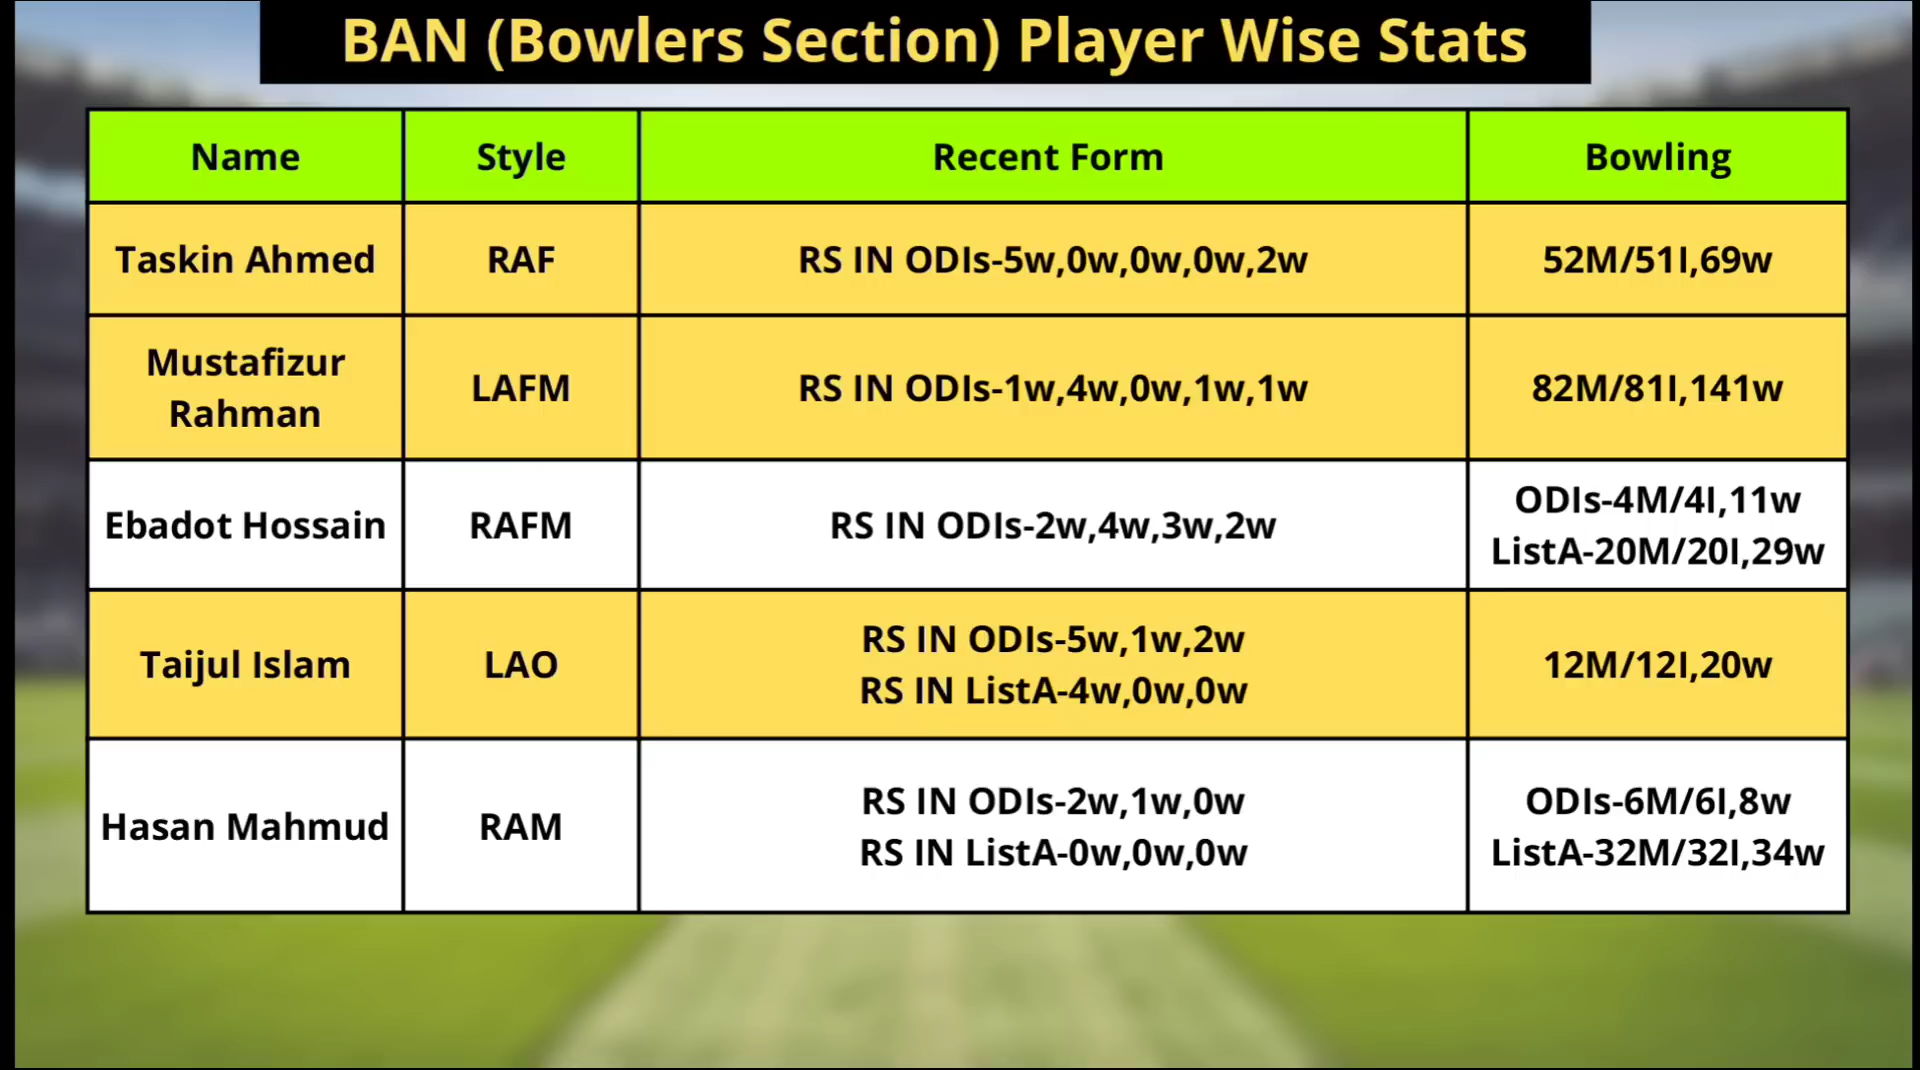 BAN (Bowlers Section) Player Wise Stats
Name Style Recent Form Bowling
Taskin Ahmed RAF RS IN ODIs-5w,0w,0w,0w,2w 52M/51I,69w
Mustafizur
Rahman
LAFM RS IN ODIs-1w,4w,0w,1w,1w 82M/81I,141w
Ebadot Hossain RAFM RS IN ODIs-2w,4w,3w,2w
ODIs-4M/4I,11w
ListA-20M/20I,29w
Taijul Islam LAO
RS IN ODIs-5w,1w,2w
RS IN ListA-4w,0w,0w
12M/12I,20w
Hasan Mahmud RAM
RS IN ODIs-2w,1w,0w
RS IN ListA-0w,0w,0w
ODIs-6M/6I,8w
ListA-32M/32I,34w